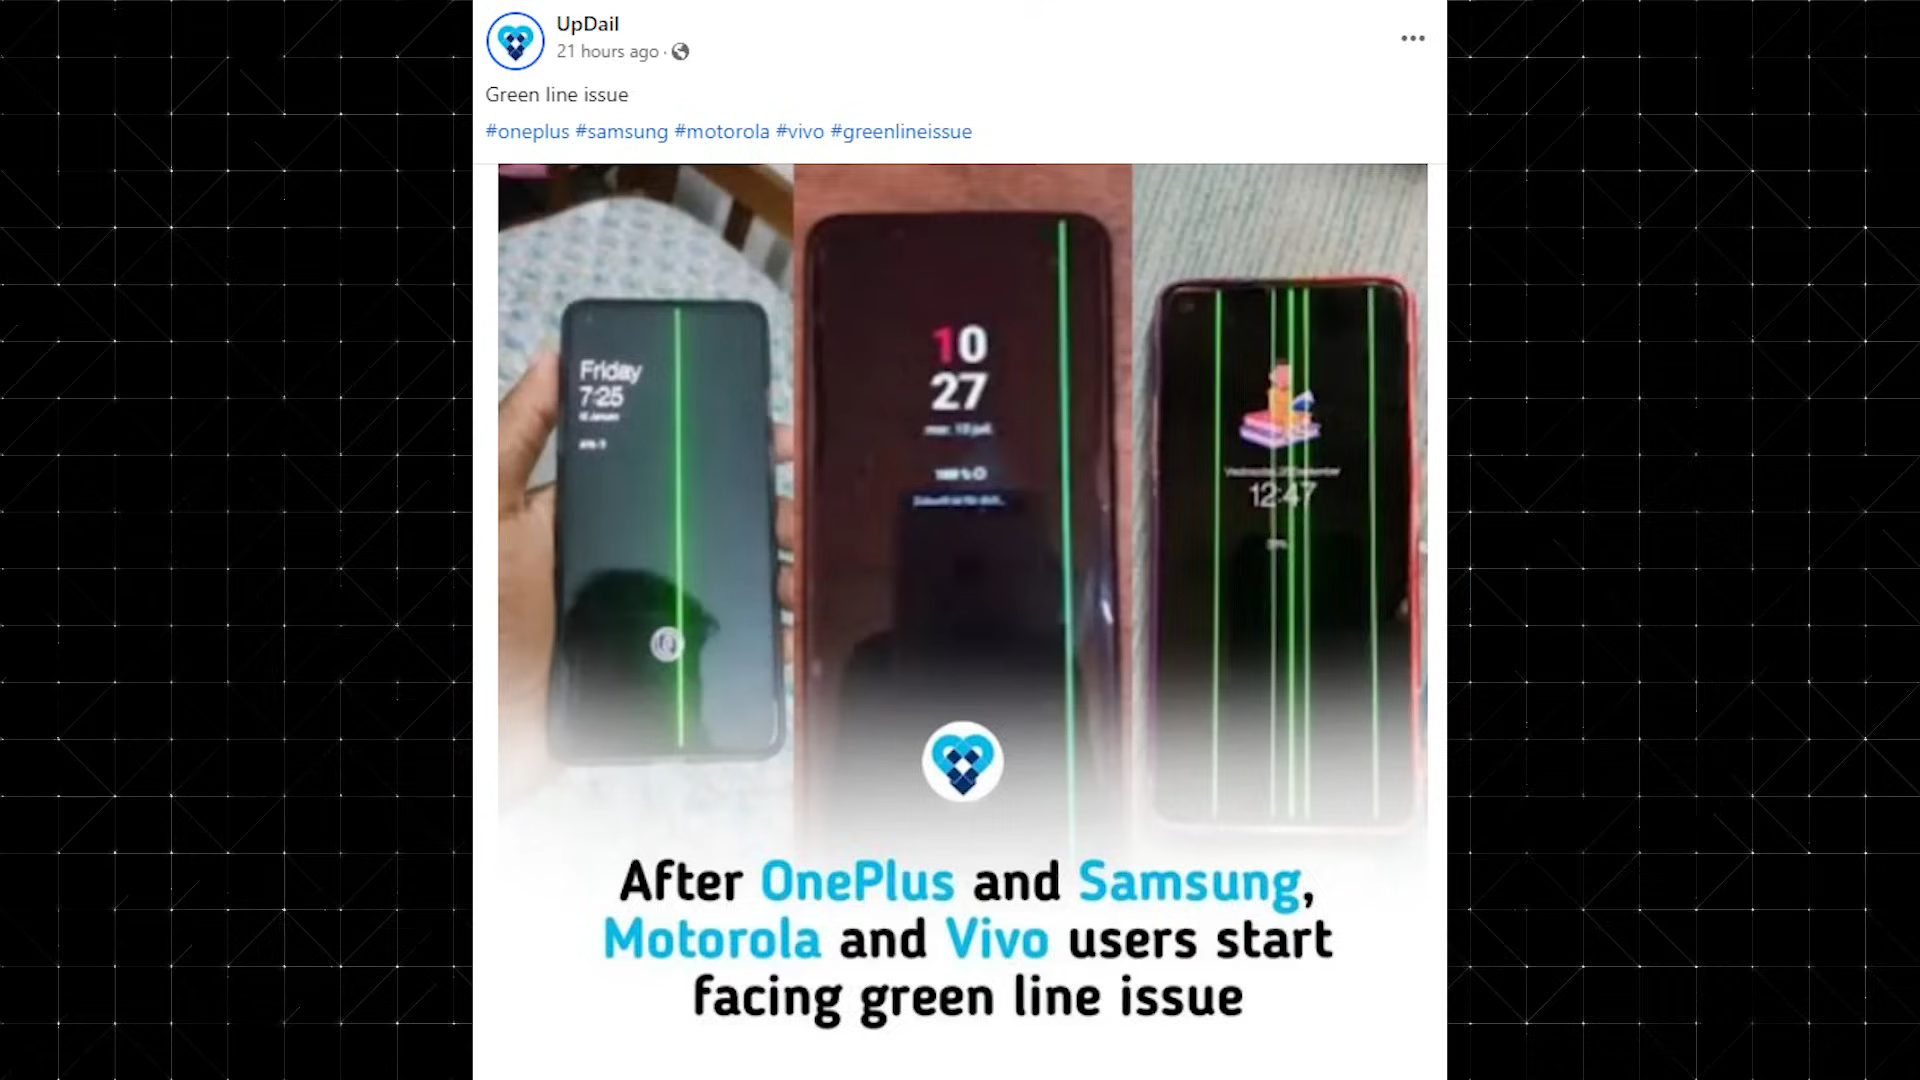 UpDail
21 hours ago ·
Green line issue
#oneplus #samsung #motorola #vivo #greenlineissue
Friday
7:25
10
27
12:47
After OnePlus and Samsung,
Motorola and Vivo users start
facing green line issue